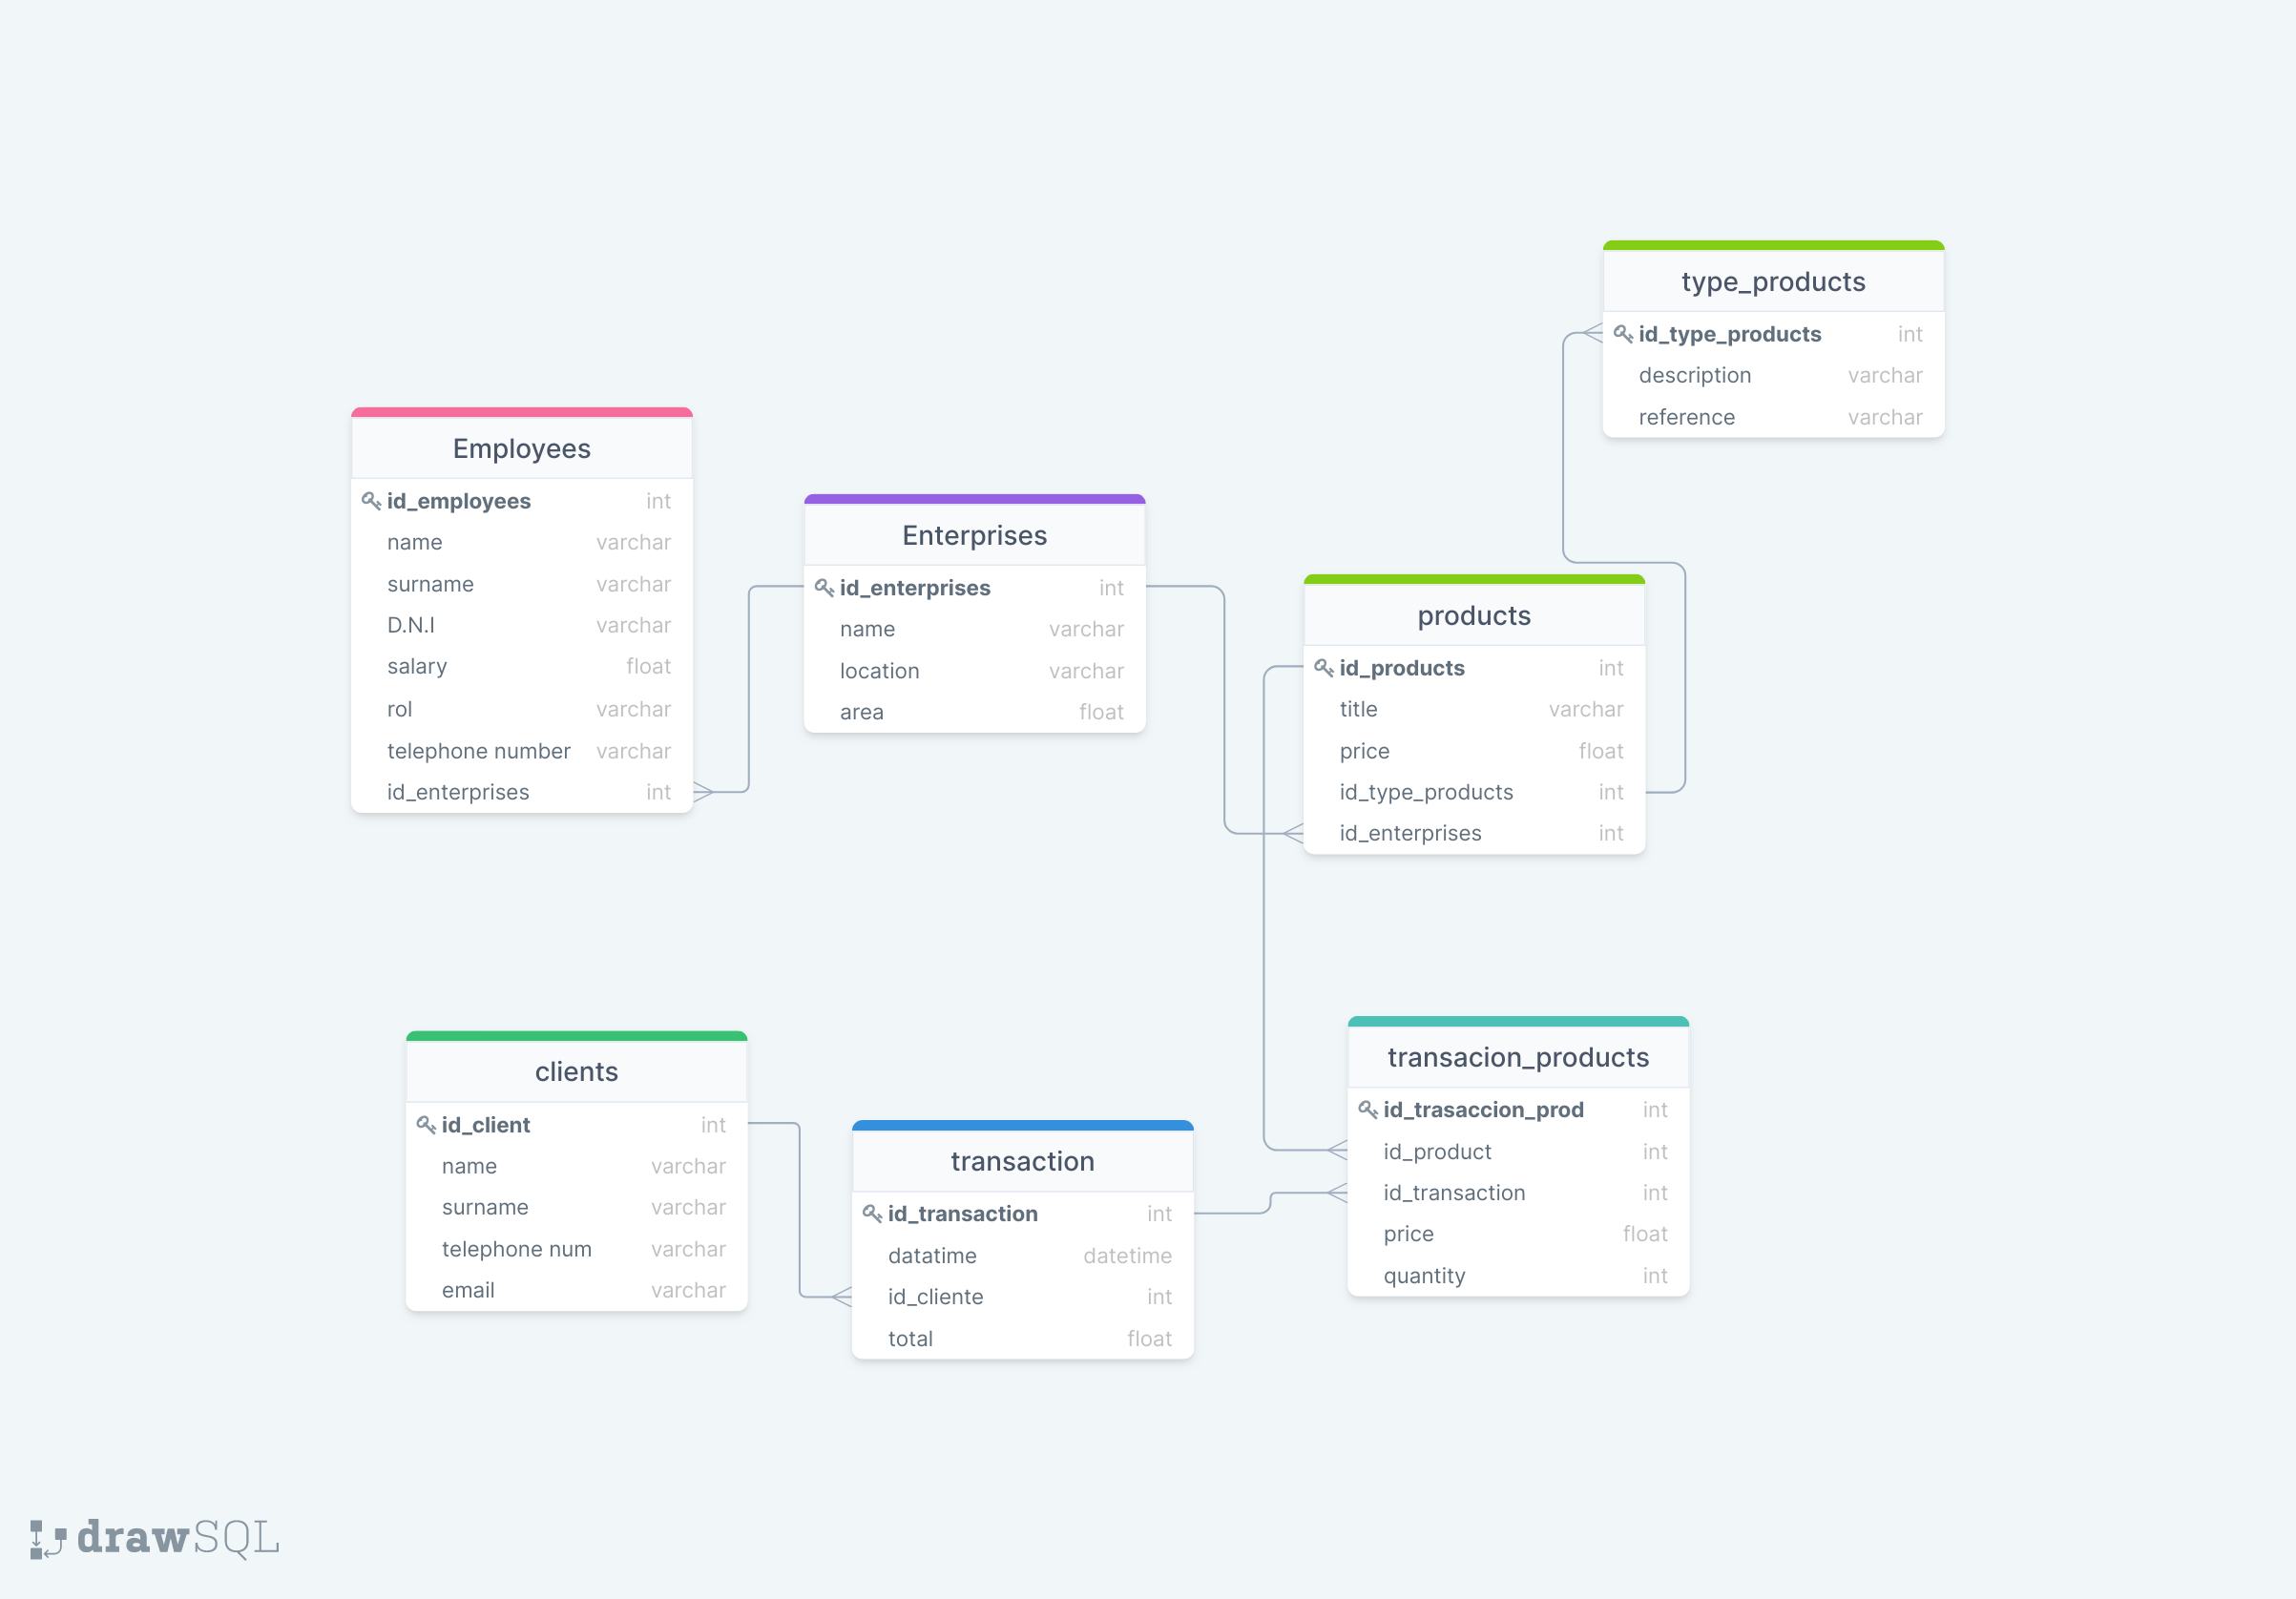 type_products
id_type_products int
description varchar
reference varchar
Employees
id_employees int
name varchar
surname varchar
D.N.I varchar
salary float
rol varchar
telephone number varchar
id_enterprises int
Enterprises
id_enterprises int
name varchar
location varchar
area float
products
id_products int
title varchar
price float
id_type_products int
id_enterprises int
clients
id_client int
name varchar
surname varchar
telephone num varchar
email varchar
transaction
id_transaction int
datatime datetime
id_cliente int
total float
transacion_products
id_trasaccion_prod int
id_product int
id_transaction int
price float
quantity int
drawSQL